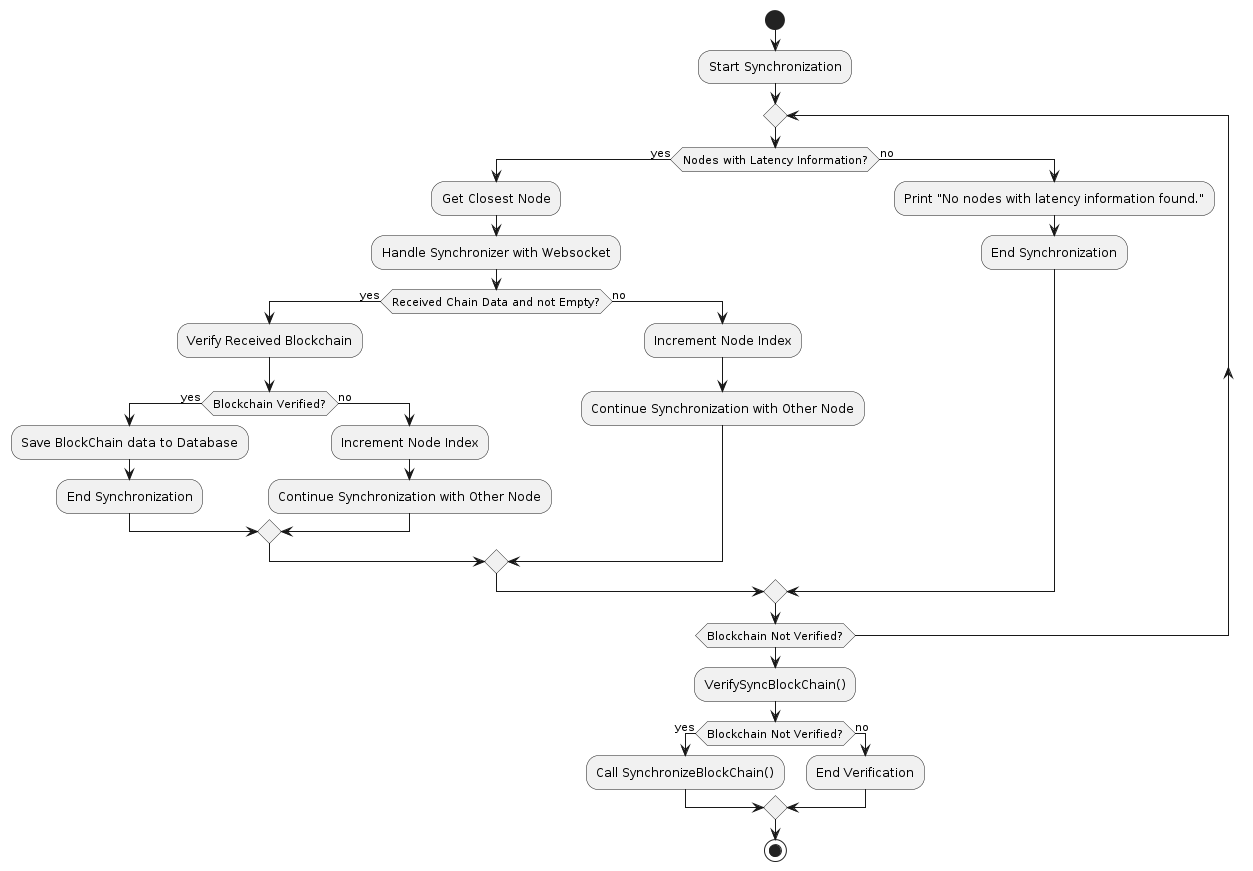 Start Synchronization
yes
Nodes with Latency Information?
no
Get Closest Node
Print "No nodes with latency information found."
Handle Synchronizer with Websocket
End Synchronization
yes
Received Chain Data and not Empty?
no
Verify Received Blockchain
Increment Node Index
yes
Blockchain Verified?
no
Continue Synchronization with Other Node
Save BlockChain data to Database
Increment Node Index
End Synchronization
Continue Synchronization with Other Node
Blockchain Not Verified?
VerifySyncBlockChain()
yes
Blockchain Not Verified?
no
Call SynchronizeBlockChain()
End Verification